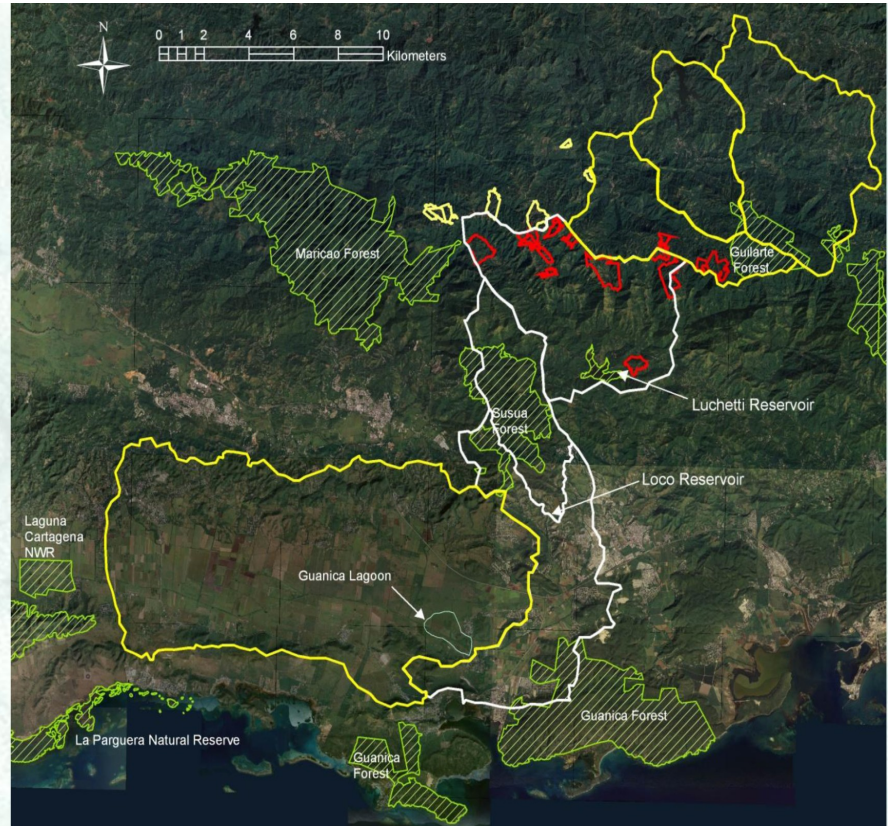 N
0 1 2 4 6 8 10
Kilometers
Maricao Forest
Guilarte
Forest
Luchetti Reservoir
Susua
Forest
Loco Reservoir
Laguna
Cartagena
NWR
Guanica Lagoon
Guanica Forest
La Parguera Natural Reserve
Guanica
Forest